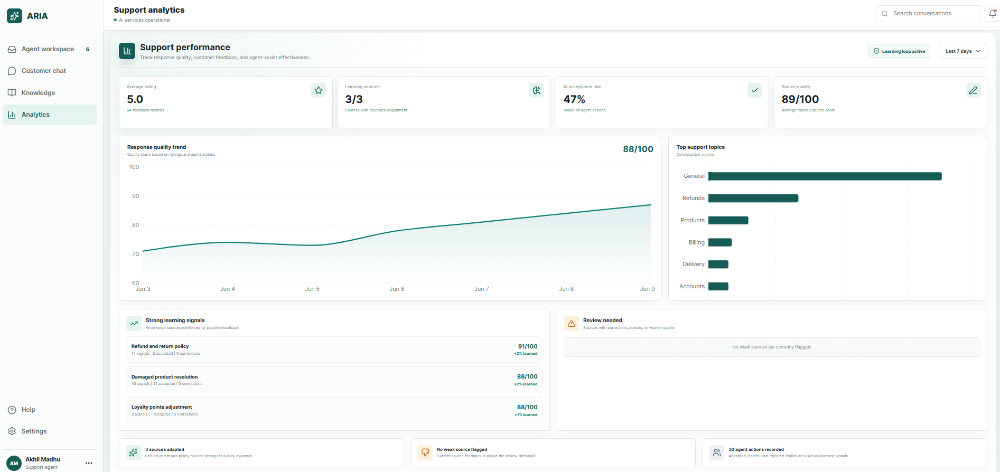 ARIA
Agent workspace 5
Customer chat
Knowledge
Analytics
Help
Settings
AM
Akhil Madhu
Support agent
Support analytics
AI services operational
Search conversations
Support performance
Track response quality, customer feedback, and agent-assist effectiveness.
Learning loop active
Last 7 days
Average rating
5.0
64 feedback records
Learning sources
3/3
Sources with feedback adjustment
AI acceptance rate
47%
Based on agent actions
Source quality
89/100
Average tracked source score
Response quality trend
Quality score based on ratings and agent actions
88/100
100
90
80
70
60
Jun 3 Jun 4 Jun 5 Jun 6 Jun 7 Jun 8 Jun 9
Top support topics
Conversation volume
General
Refunds
Products
Billing
Delivery
Accounts
Strong learning signals
Knowledge sources reinforced by positive feedback
Refund and return policy
14 signals | 5 accepted | 0 corrections
91/100
+2% learned
Damaged product resolution
45 signals | 21 accepted | 0 corrections
88/100
+2% learned
Loyalty points adjustment
2 signals | 1 accepted | 0 corrections
88/100
+1% learned
Review needed
Sources with corrections, rejects, or weaker quality
No weak sources are currently flagged.
3 sources adapted
Refund and return policy has the strongest quality evidence.
No weak source flagged
Current source feedback is above the review threshold.
30 agent actions recorded
Accepted, edited, and rejected replies are used as learning signals.